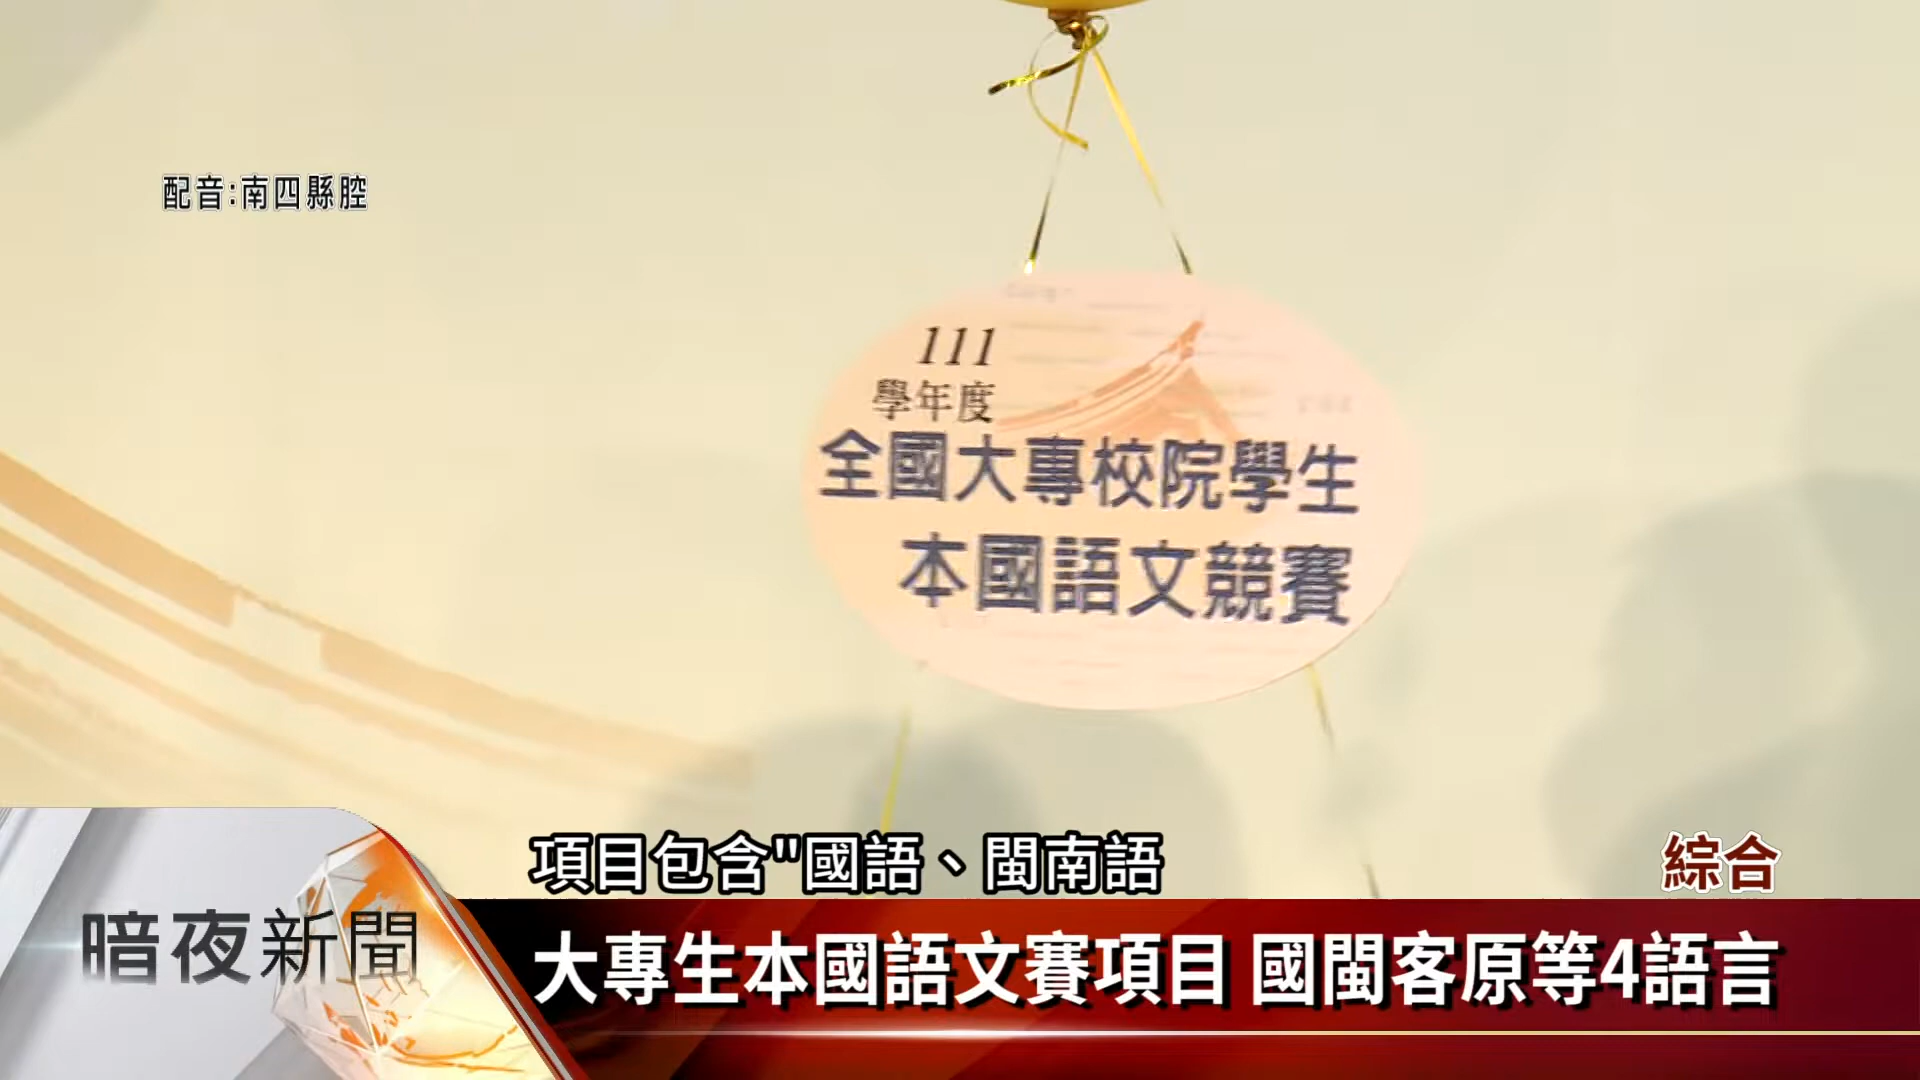 配音:南四縣腔
111
學年度
全國大專校院學生
本國語文競賽
項目包含"國語、閩南語
綜合
暗夜新聞
大專生本國語文賽項目 國閩客原等4語言